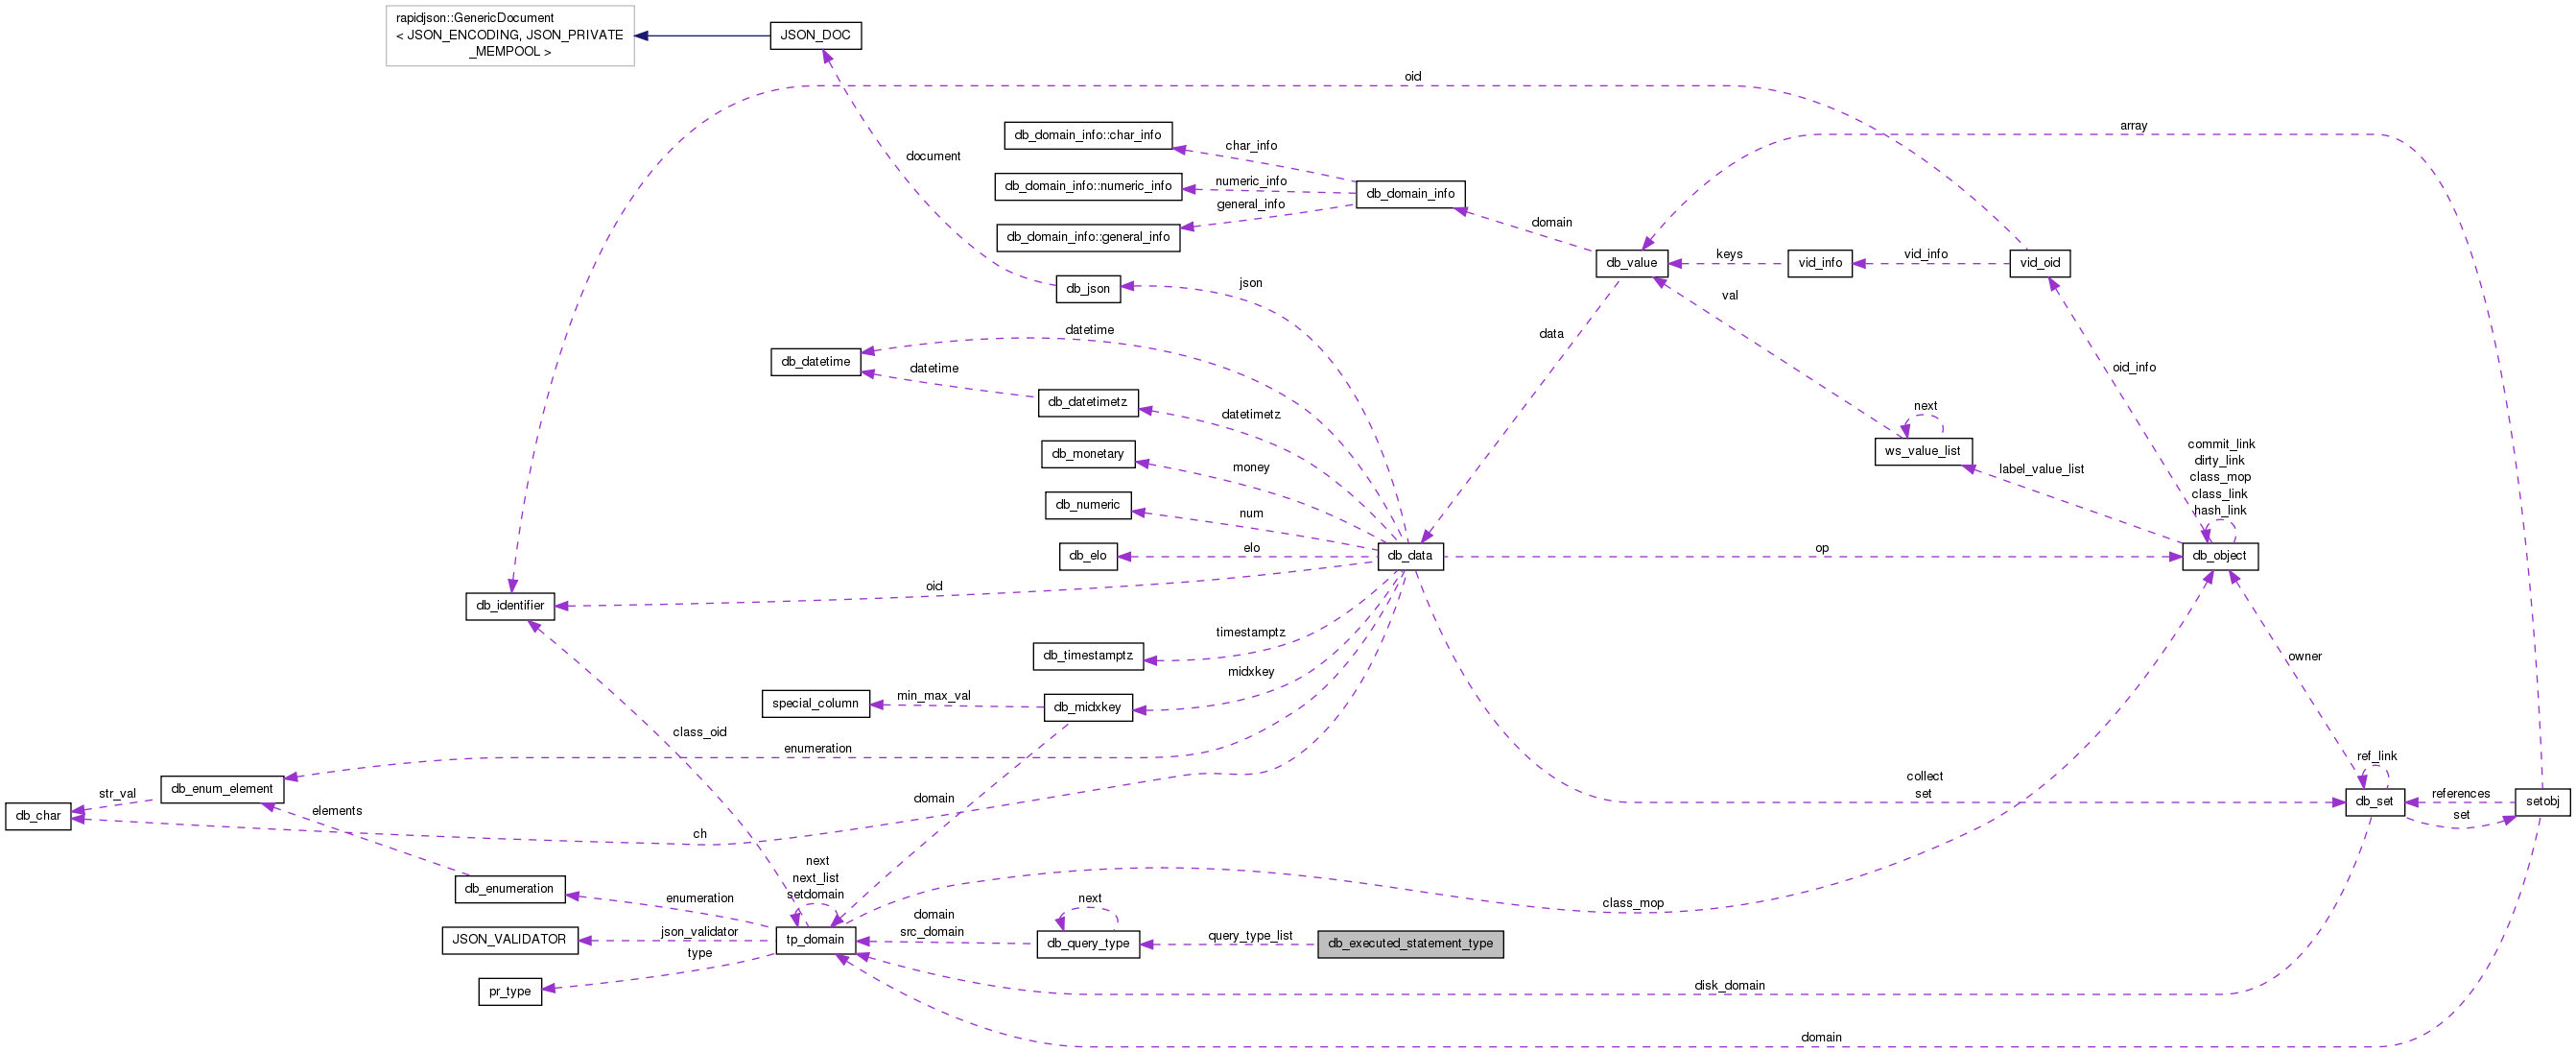 rapidjson::GenericDocument
< JSON_ENCODING, JSON_PRIVATE
_MEMPOOL >
JSON_DOC
oid
array
db_domain_info::char_info
char_info
document
db_domain_info::numeric_info
numeric_info
db_domain_info
general_info
db_domain_info::general_info
domain
db_value
keys
vid_info
vid_info
vid_oid
db_json
json
val
datetime
data
db_datetime
datetime
oid_info
db_datetimetz
datetimetz
next
ws_value_list
label_value_list
commit_link
dirty_link
class_mop
class_link
hash_link
db_monetary
money
db_numeric
num
db_elo
elo
db_data
op
db_object
oid
db_identifier
timestamptz
db_timestamptz
midxkey
owner
special_column
min_max_val
db_midxkey
class_oid
enumeration
ref_link
collect
set
db_enum_element
str_val
db_char
elements
domain
db_set
references
set
setobj
ch
next
next_list
setdomain
db_enumeration
enumeration
class_mop
JSON_VALIDATOR
json_validator
type
tp_domain
domain
src_domain
next
db_query_type
query_type_list
db_executed_statement_type
pr_type
disk_domain
domain